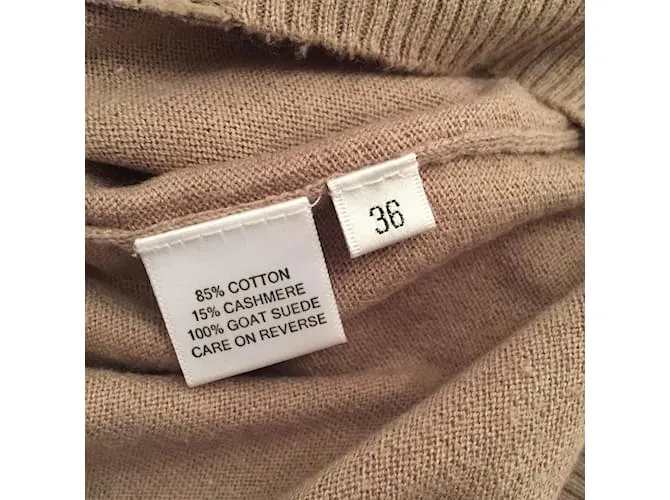 36
85% COTTON
15% CASHMERE
100% GOAT SUEDE
CARE ON REVERSE